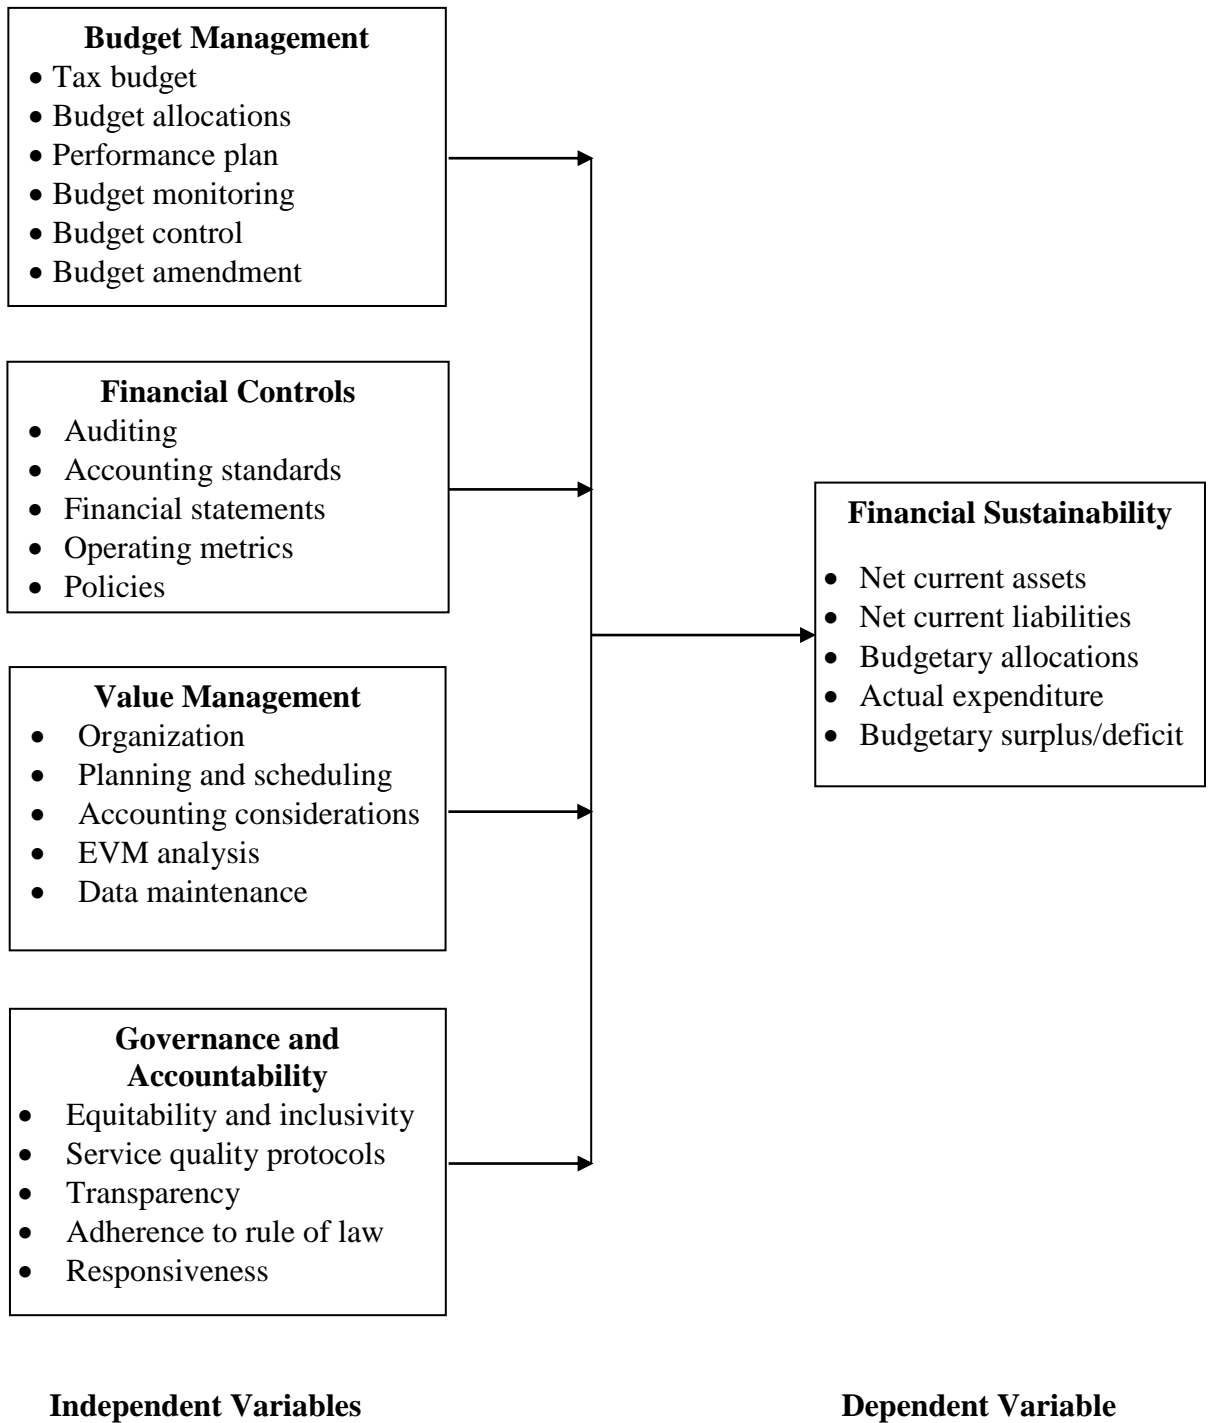 Budget Management
• Tax budget
• Budget allocations
• Performance plan
• Budget monitoring
• Budget control
• Budget amendment
Financial Controls
• Auditing
• Accounting standards
• Financial statements
• Operating metrics
• Policies
Value Management
• Organization
• Planning and scheduling
• Accounting considerations
• EVM analysis
• Data maintenance
Governance and
Accountability
• Equitability and inclusivity
• Service quality protocols
• Transparency
• Adherence to rule of law
• Responsiveness
Financial Sustainability
• Net current assets
• Net current liabilities
• Budgetary allocations
• Actual expenditure
• Budgetary surplus/deficit
Independent Variables
Dependent Variable